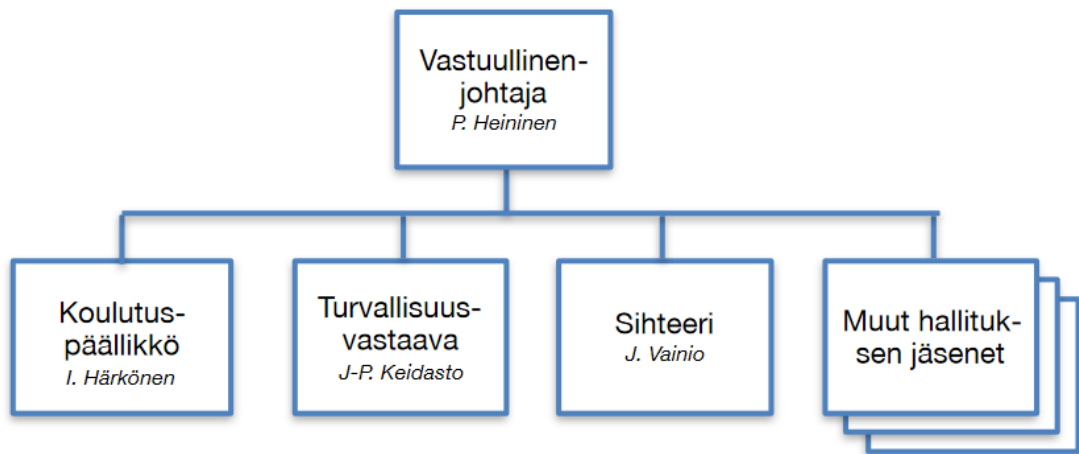 Vastuullinen-
johtaja
P. Heininen
Koulutus-
päällikkö
I. Härkönen
Turvallisuus-
vastaava
J-P. Keidasto
Sihteeri
J. Vainio
Muut hallituk-
sen jäsenet